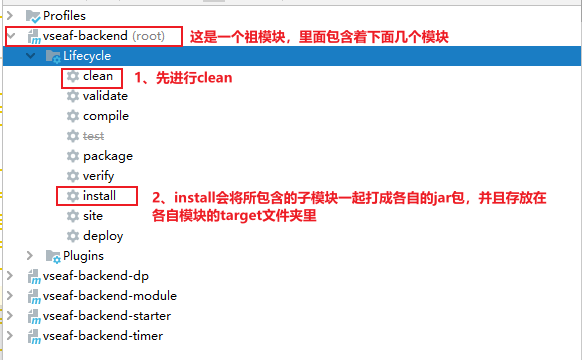 Profiles
vseaf-backend (root) 这是一个祖模块，里面包含着下面几个模块
Lifecycle
clean 1、先进行clean
validate
compile
test
package
verify
install 2、install会将所包含的子模块一起打成各自的jar包，并且存放在
各自模块的target文件夹里
site
deploy
Plugins
vseaf-backend-dp
vseaf-backend-module
vseaf-backend-starter
vseaf-backend-timer